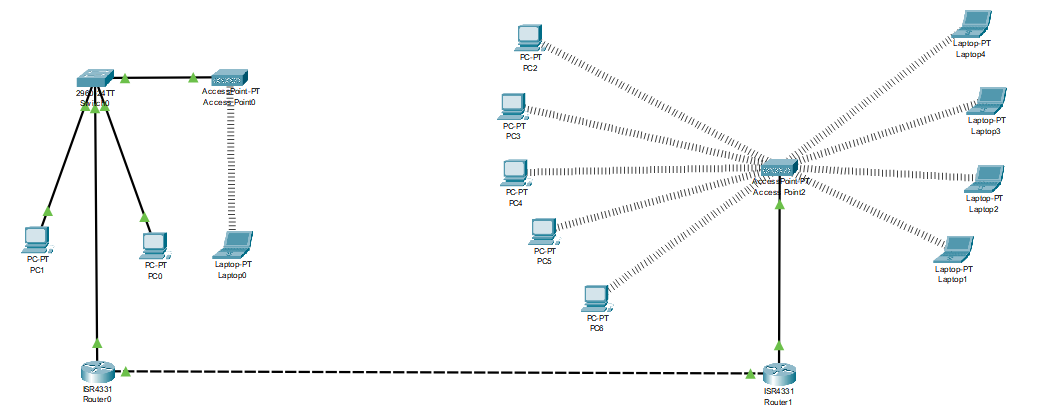 2960-24TT
Switch0
AccessPoint-PT
Access Point0
PC-PT
PC1
PC-PT
PC0
Laptop-PT
Laptop0
ISR4331
Router0
PC-PT
PC2
PC-PT
PC3
PC-PT
PC4
PC-PT
PC5
PC-PT
PC6
AccessPoint-PT
Access Point2
Laptop-PT
Laptop4
Laptop-PT
Laptop3
Laptop-PT
Laptop2
Laptop-PT
Laptop1
ISR4331
Router1